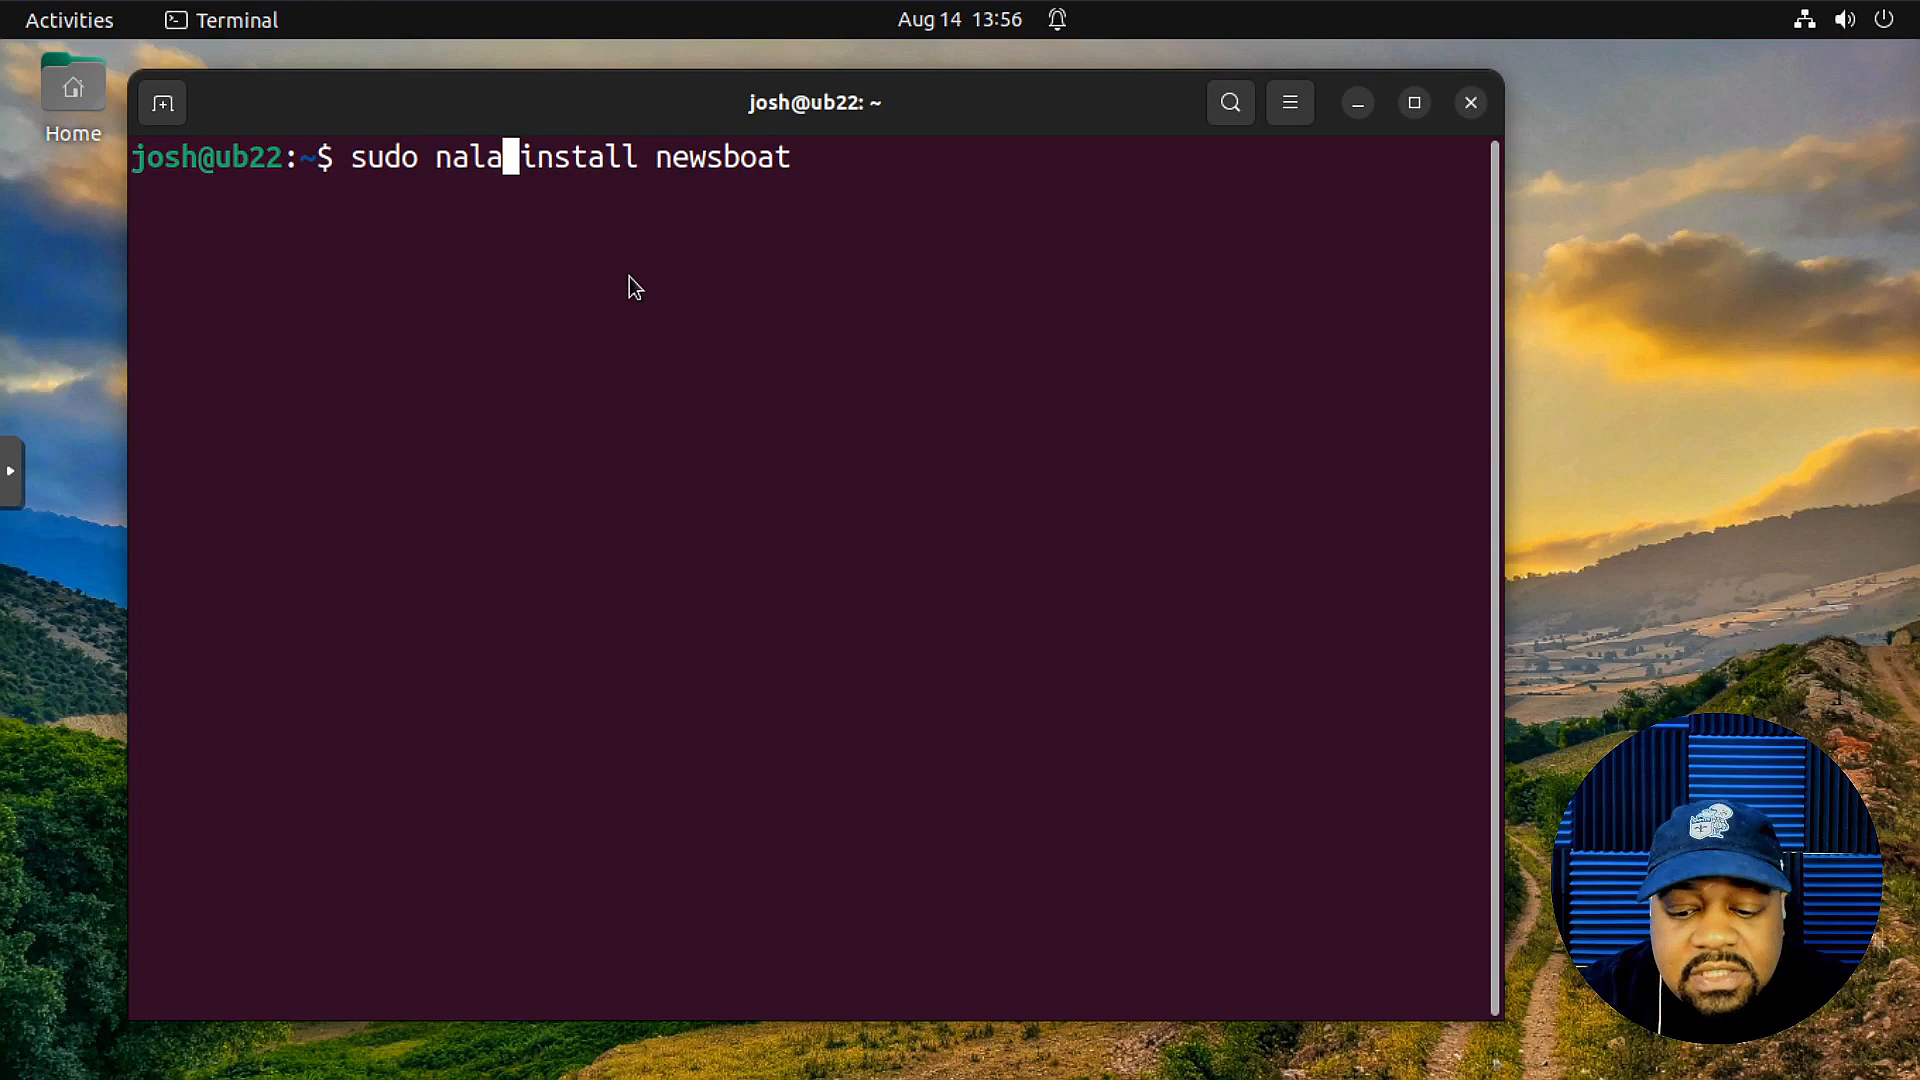 Activities
Terminal
Aug 14 13:56
Home
josh@ub22: ~
josh@ub22:~$ sudo nala install newsboat